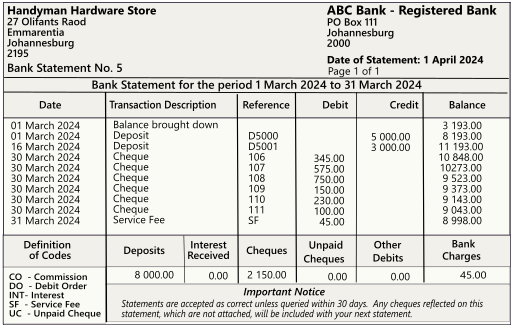 Handyman Hardware Store
27 Olifants Raod
Emmarentia
Johannesburg
2195
Bank Statement No. 5
ABC Bank - Registered Bank
PO Box 111
Johannesburg
2000
Date of Statement: 1 April 2024
Page 1 of 1
Bank Statement for the period 1 March 2024 to 31 March 2024
Date Transaction Description Reference Debit Credit Balance
01 March 2024 Balance brought down 3 193.00
01 March 2024 Deposit D5000 5 000.00 8 193.00
16 March 2024 Deposit D5001 3 000.00 11 193.00
30 March 2024 Cheque 106 345.00 10 848.00
30 March 2024 Cheque 107 575.00 10273.00
30 March 2024 Cheque 108 750.00 9 523.00
30 March 2024 Cheque 109 150.00 9 373.00
30 March 2024 Cheque 110 230.00 9 143.00
30 March 2024 Cheque 111 100.00 9 043.00
31 March 2024 Service Fee SF 45.00 8 998.00
Definition of Codes
CO - Commission
DO - Debit Order
INT- Interest
SF - Service Fee
UC - Unpaid Cheque
Deposits Interest Received Cheques Unpaid Cheques Other Debits Bank Charges
8 000.00 0.00 2 150.00 0.00 0.00 45.00
Important Notice
Statements are accepted as correct unless queried within 30 days. Any cheques reflected on
this statement, which are not attached, will be included with your next statement.